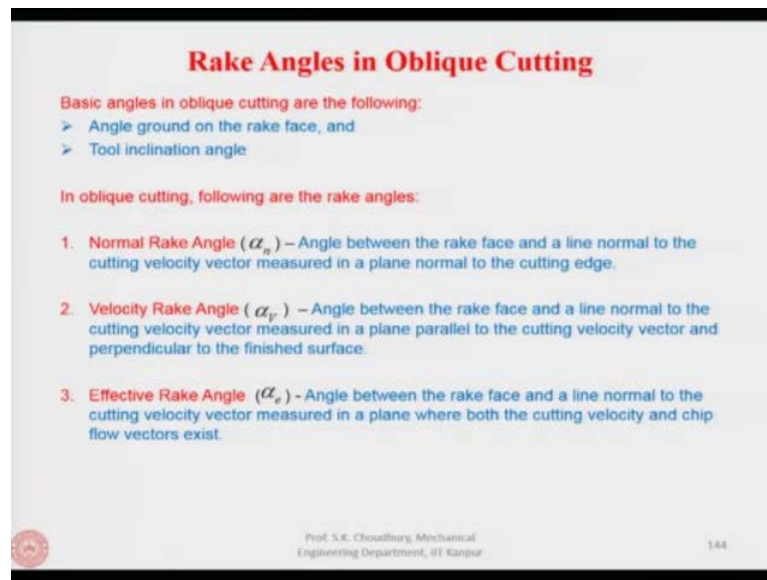 Rake Angles in Oblique Cutting
Basic angles in oblique cutting are the following:
➢ Angle ground on the rake face, and
➢ Tool inclination angle
In oblique cutting, following are the rake angles:
1. Normal Rake Angle (αₙ) – Angle between the rake face and a line normal to the
cutting velocity vector measured in a plane normal to the cutting edge.
2. Velocity Rake Angle ( α_V ) – Angle between the rake face and a line normal to the
cutting velocity vector measured in a plane parallel to the cutting velocity vector and
perpendicular to the finished surface.
3. Effective Rake Angle (αₑ) - Angle between the rake face and a line normal to the
cutting velocity vector measured in a plane where both the cutting velocity and chip
flow vectors exist.
Prof. S.K. Choudhury, Mechanical
Engineering Department, IIT Kanpur
144